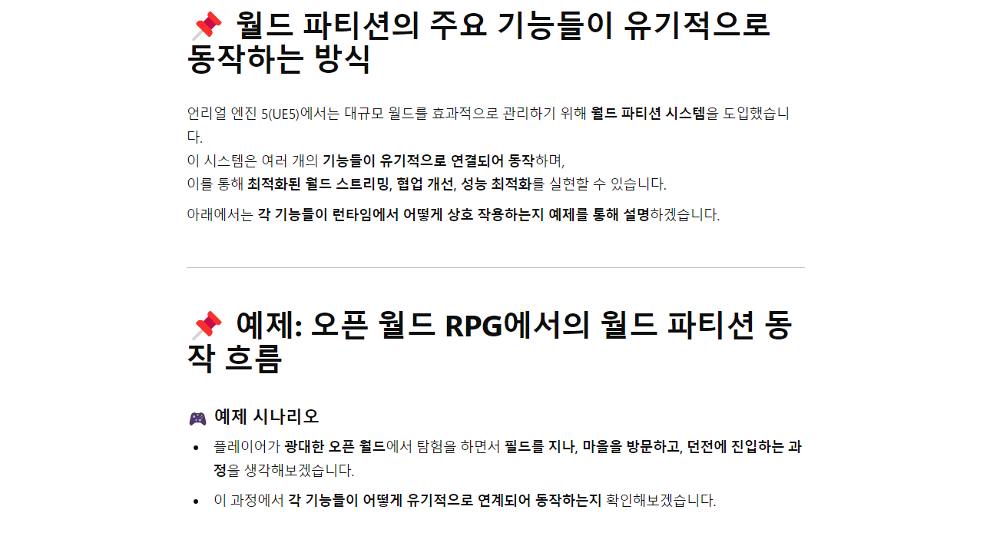 📌 월드 파티션의 주요 기능들이 유기적으로
동작하는 방식
언리얼 엔진 5(UE5)에서는 대규모 월드를 효과적으로 관리하기 위해 월드 파티션 시스템을 도입했습니
다.
이 시스템은 여러 개의 기능들이 유기적으로 연결되어 동작하며,
이를 통해 최적화된 월드 스트리밍, 협업 개선, 성능 최적화를 실현할 수 있습니다.
아래에서는 각 기능들이 런타임에서 어떻게 상호 작용하는지 예제를 통해 설명하겠습니다.
📌 예제: 오픈 월드 RPG에서의 월드 파티션 동
작 흐름
🎮 예제 시나리오
• 플레이어가 광대한 오픈 월드에서 탐험을 하면서 필드를 지나, 마을을 방문하고, 던전에 진입하는 과
정을 생각해보겠습니다.
• 이 과정에서 각 기능들이 어떻게 유기적으로 연계되어 동작하는지 확인해보겠습니다.